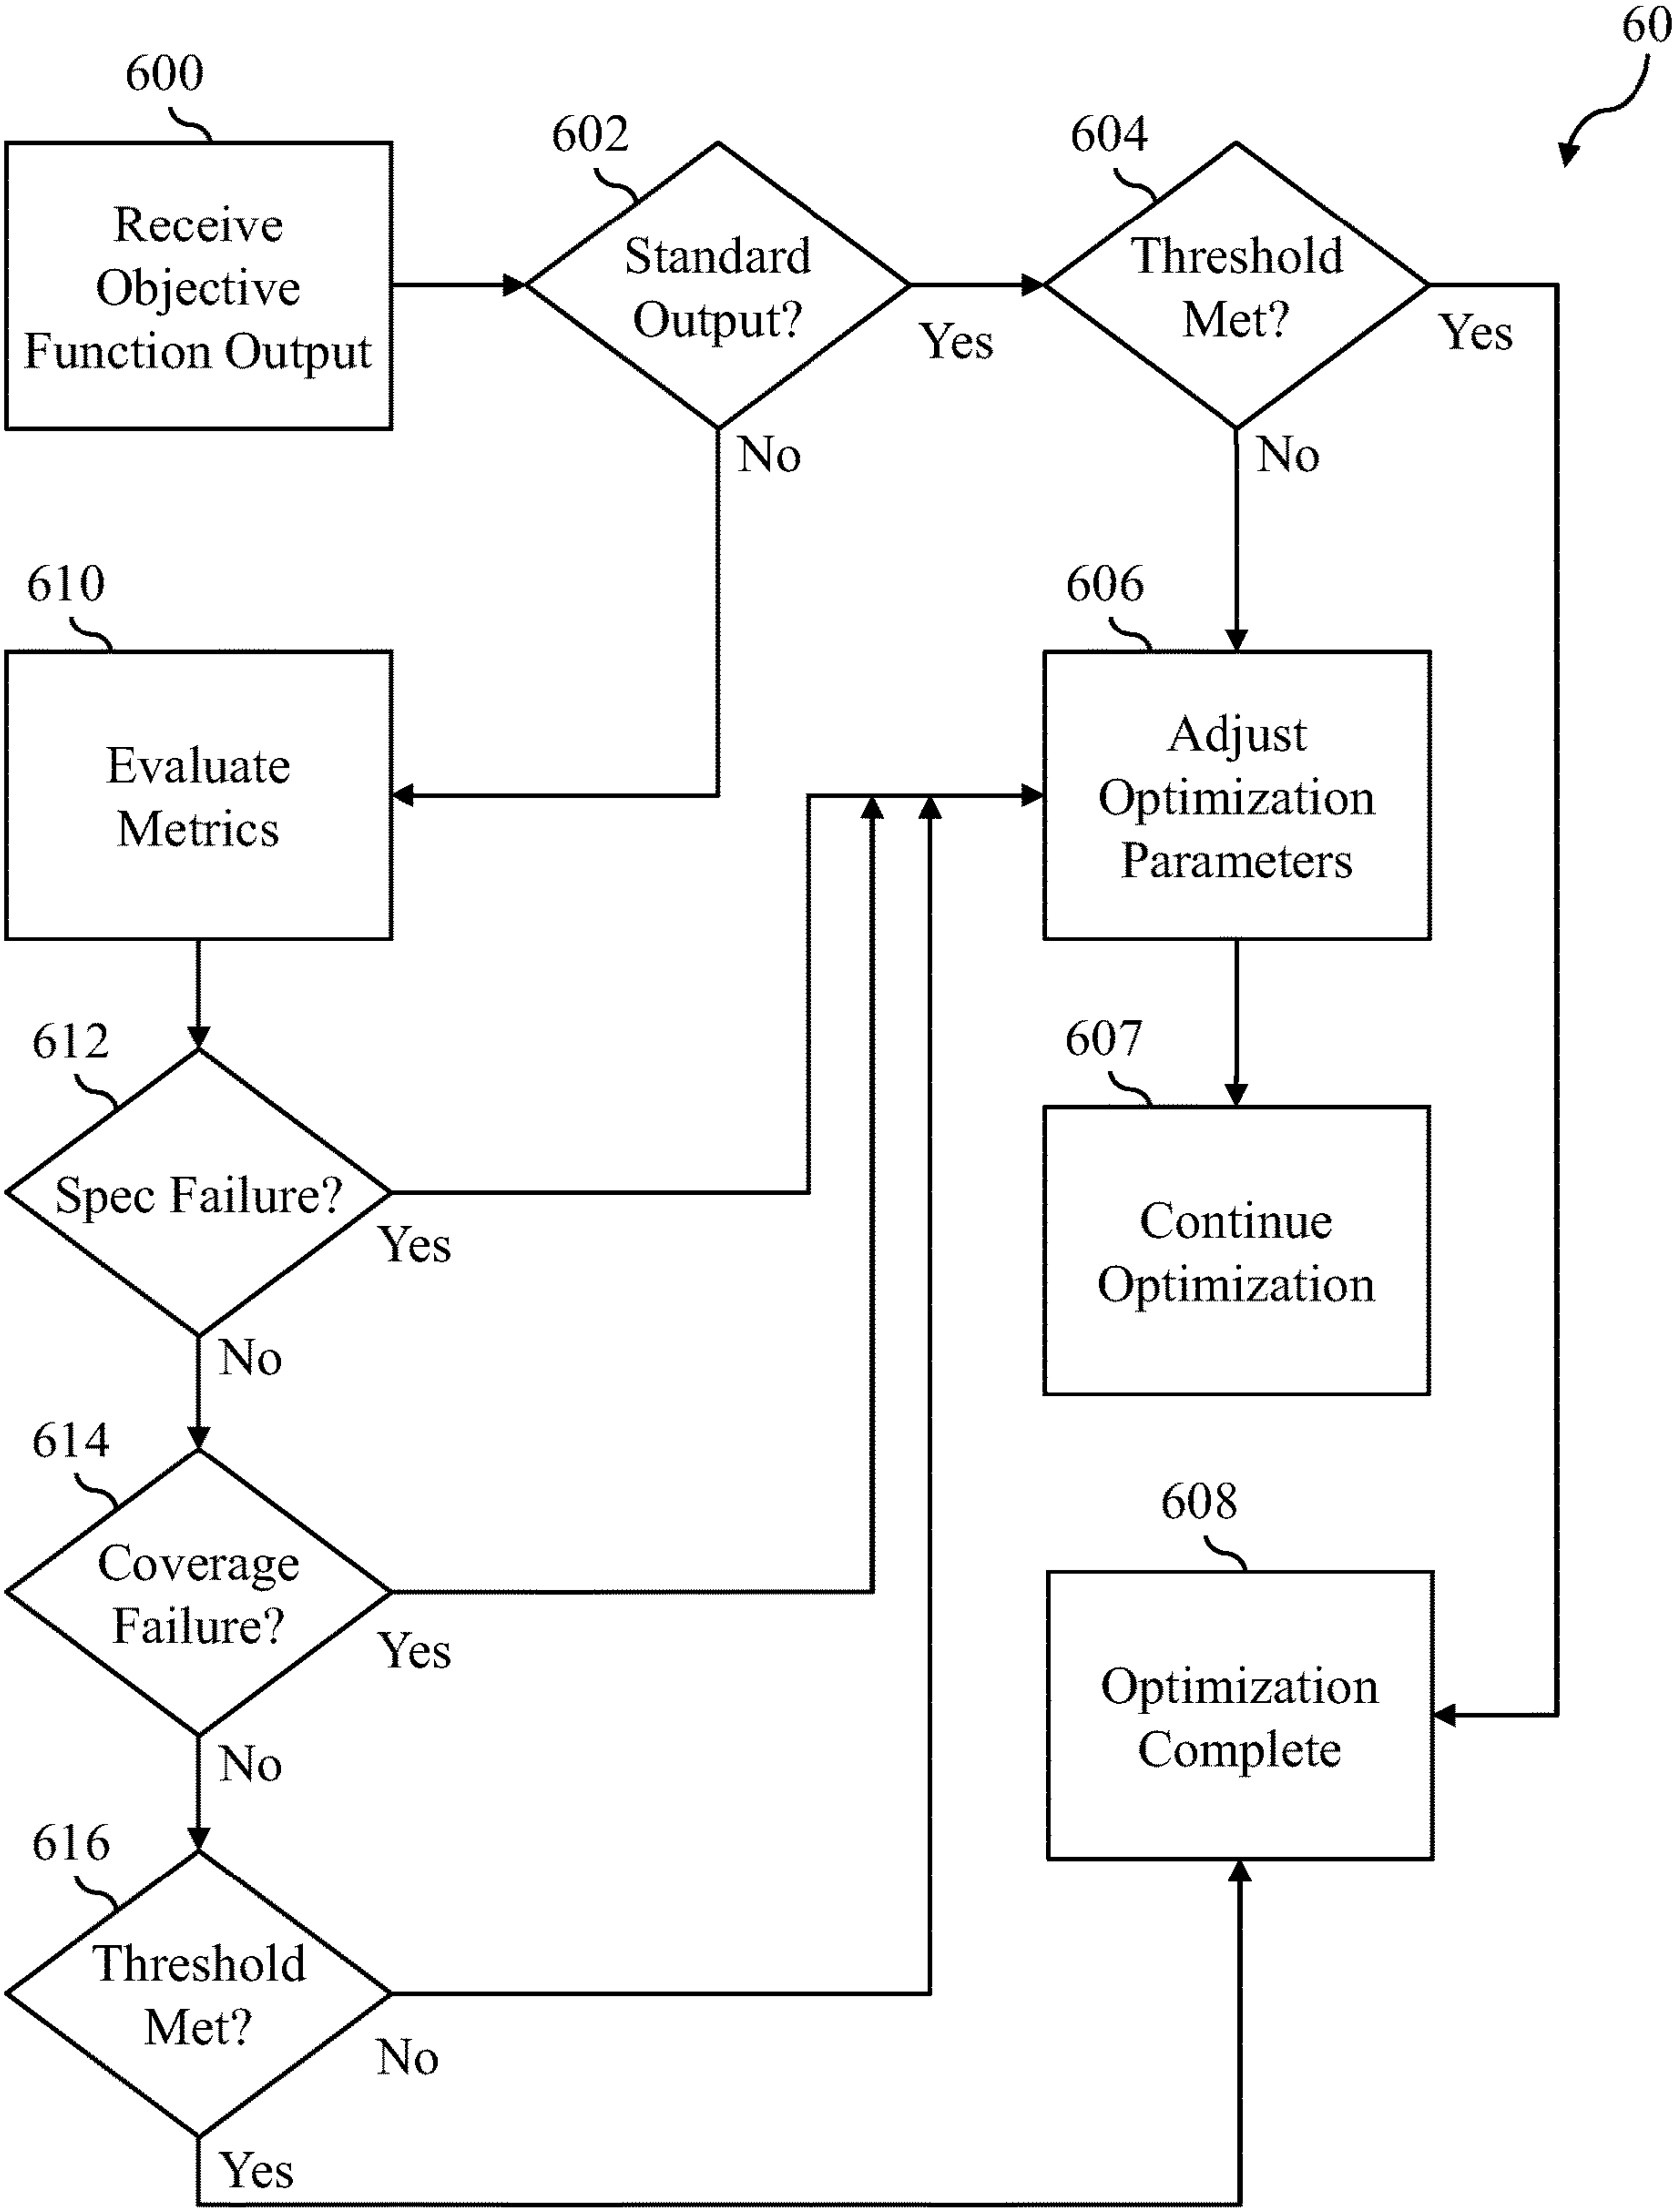 60
600
Receive
Objective
Function Output
602
Standard
Output?
Yes
No
604
Threshold
Met?
Yes
No
610
Evaluate
Metrics
606
Adjust
Optimization
Parameters
612
Spec Failure?
Yes
No
607
Continue
Optimization
614
Coverage
Failure?
Yes
No
608
Optimization
Complete
616
Threshold
Met?
No
Yes